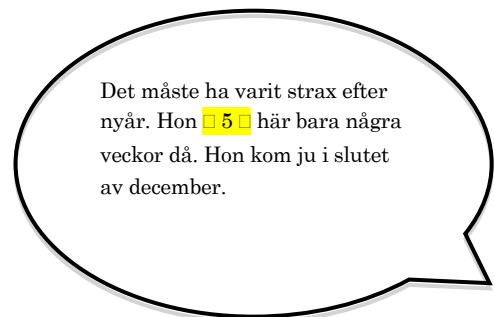 Det måste ha varit strax efter
nyår. Hon □ 5 □ här bara några
veckor då. Hon kom ju i slutet
av december.